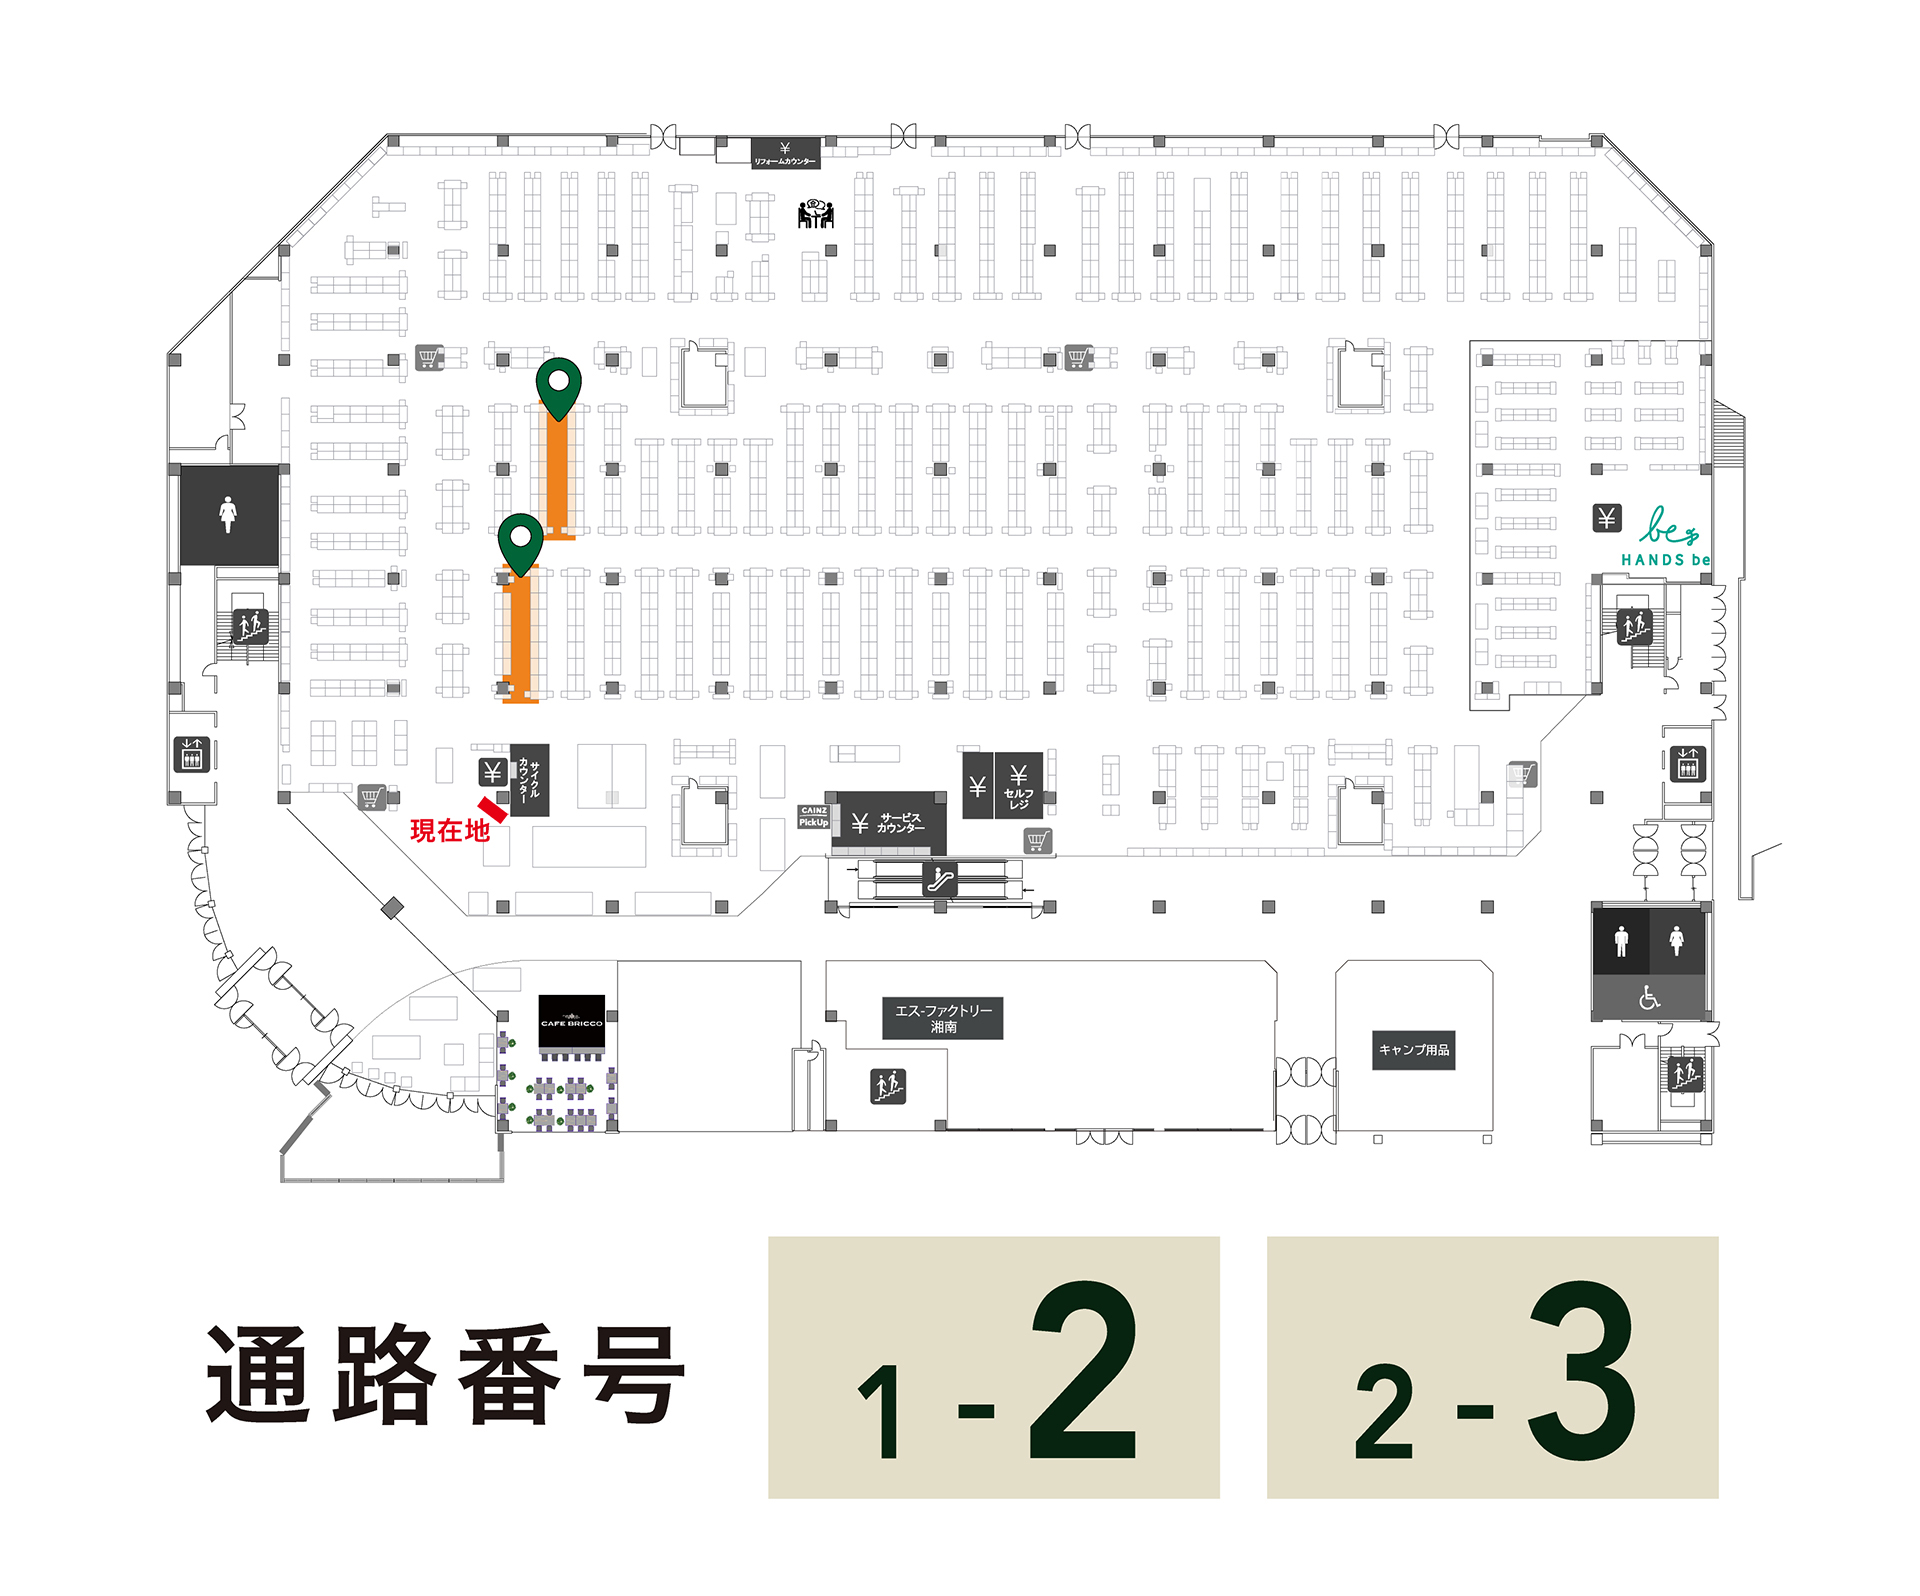 ¥
リフォームカウンター
¥
be
HANDS be
¥
サイクル
カウンター
現在地
CAINZ
PickUp
¥
サービス
カウンター
¥
¥
セルフ
レジ
CAFE BRICCO
エス-ファクトリー
湘南
キャンプ用品
通路番号
1-2
2-3